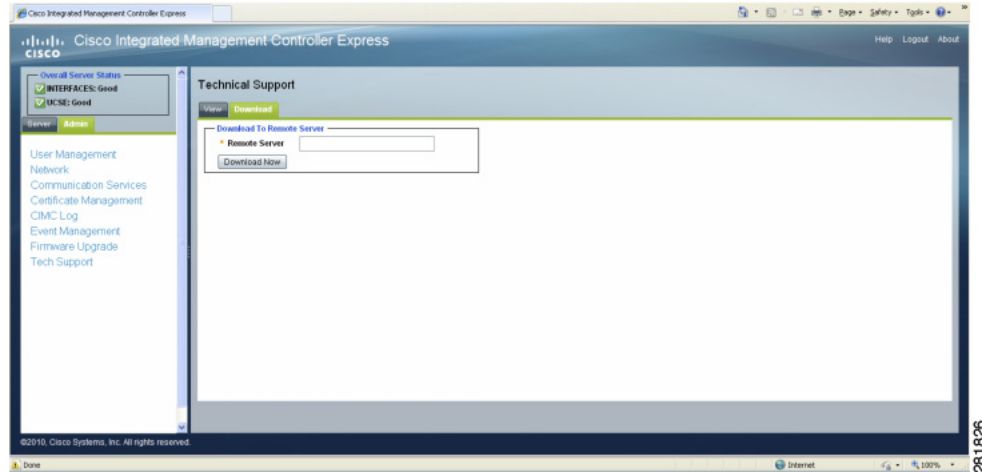 Cisco Integrated Management Controller Express
Page Safety Tools
CISCO
Cisco Integrated Management Controller Express
Help Logout About
Overall Server Status
INTERFACES: Good
UCSE: Good
Server Admin
User Management
Network
Communication Services
Certificate Management
CIMC Log
Event Management
Firmware Upgrade
Tech Support
Technical Support
View Download
Download To Remote Server
* Remote Server
Download Now
©2010, Cisco Systems, Inc. All rights reserved.
Done
Internet
100%
281826